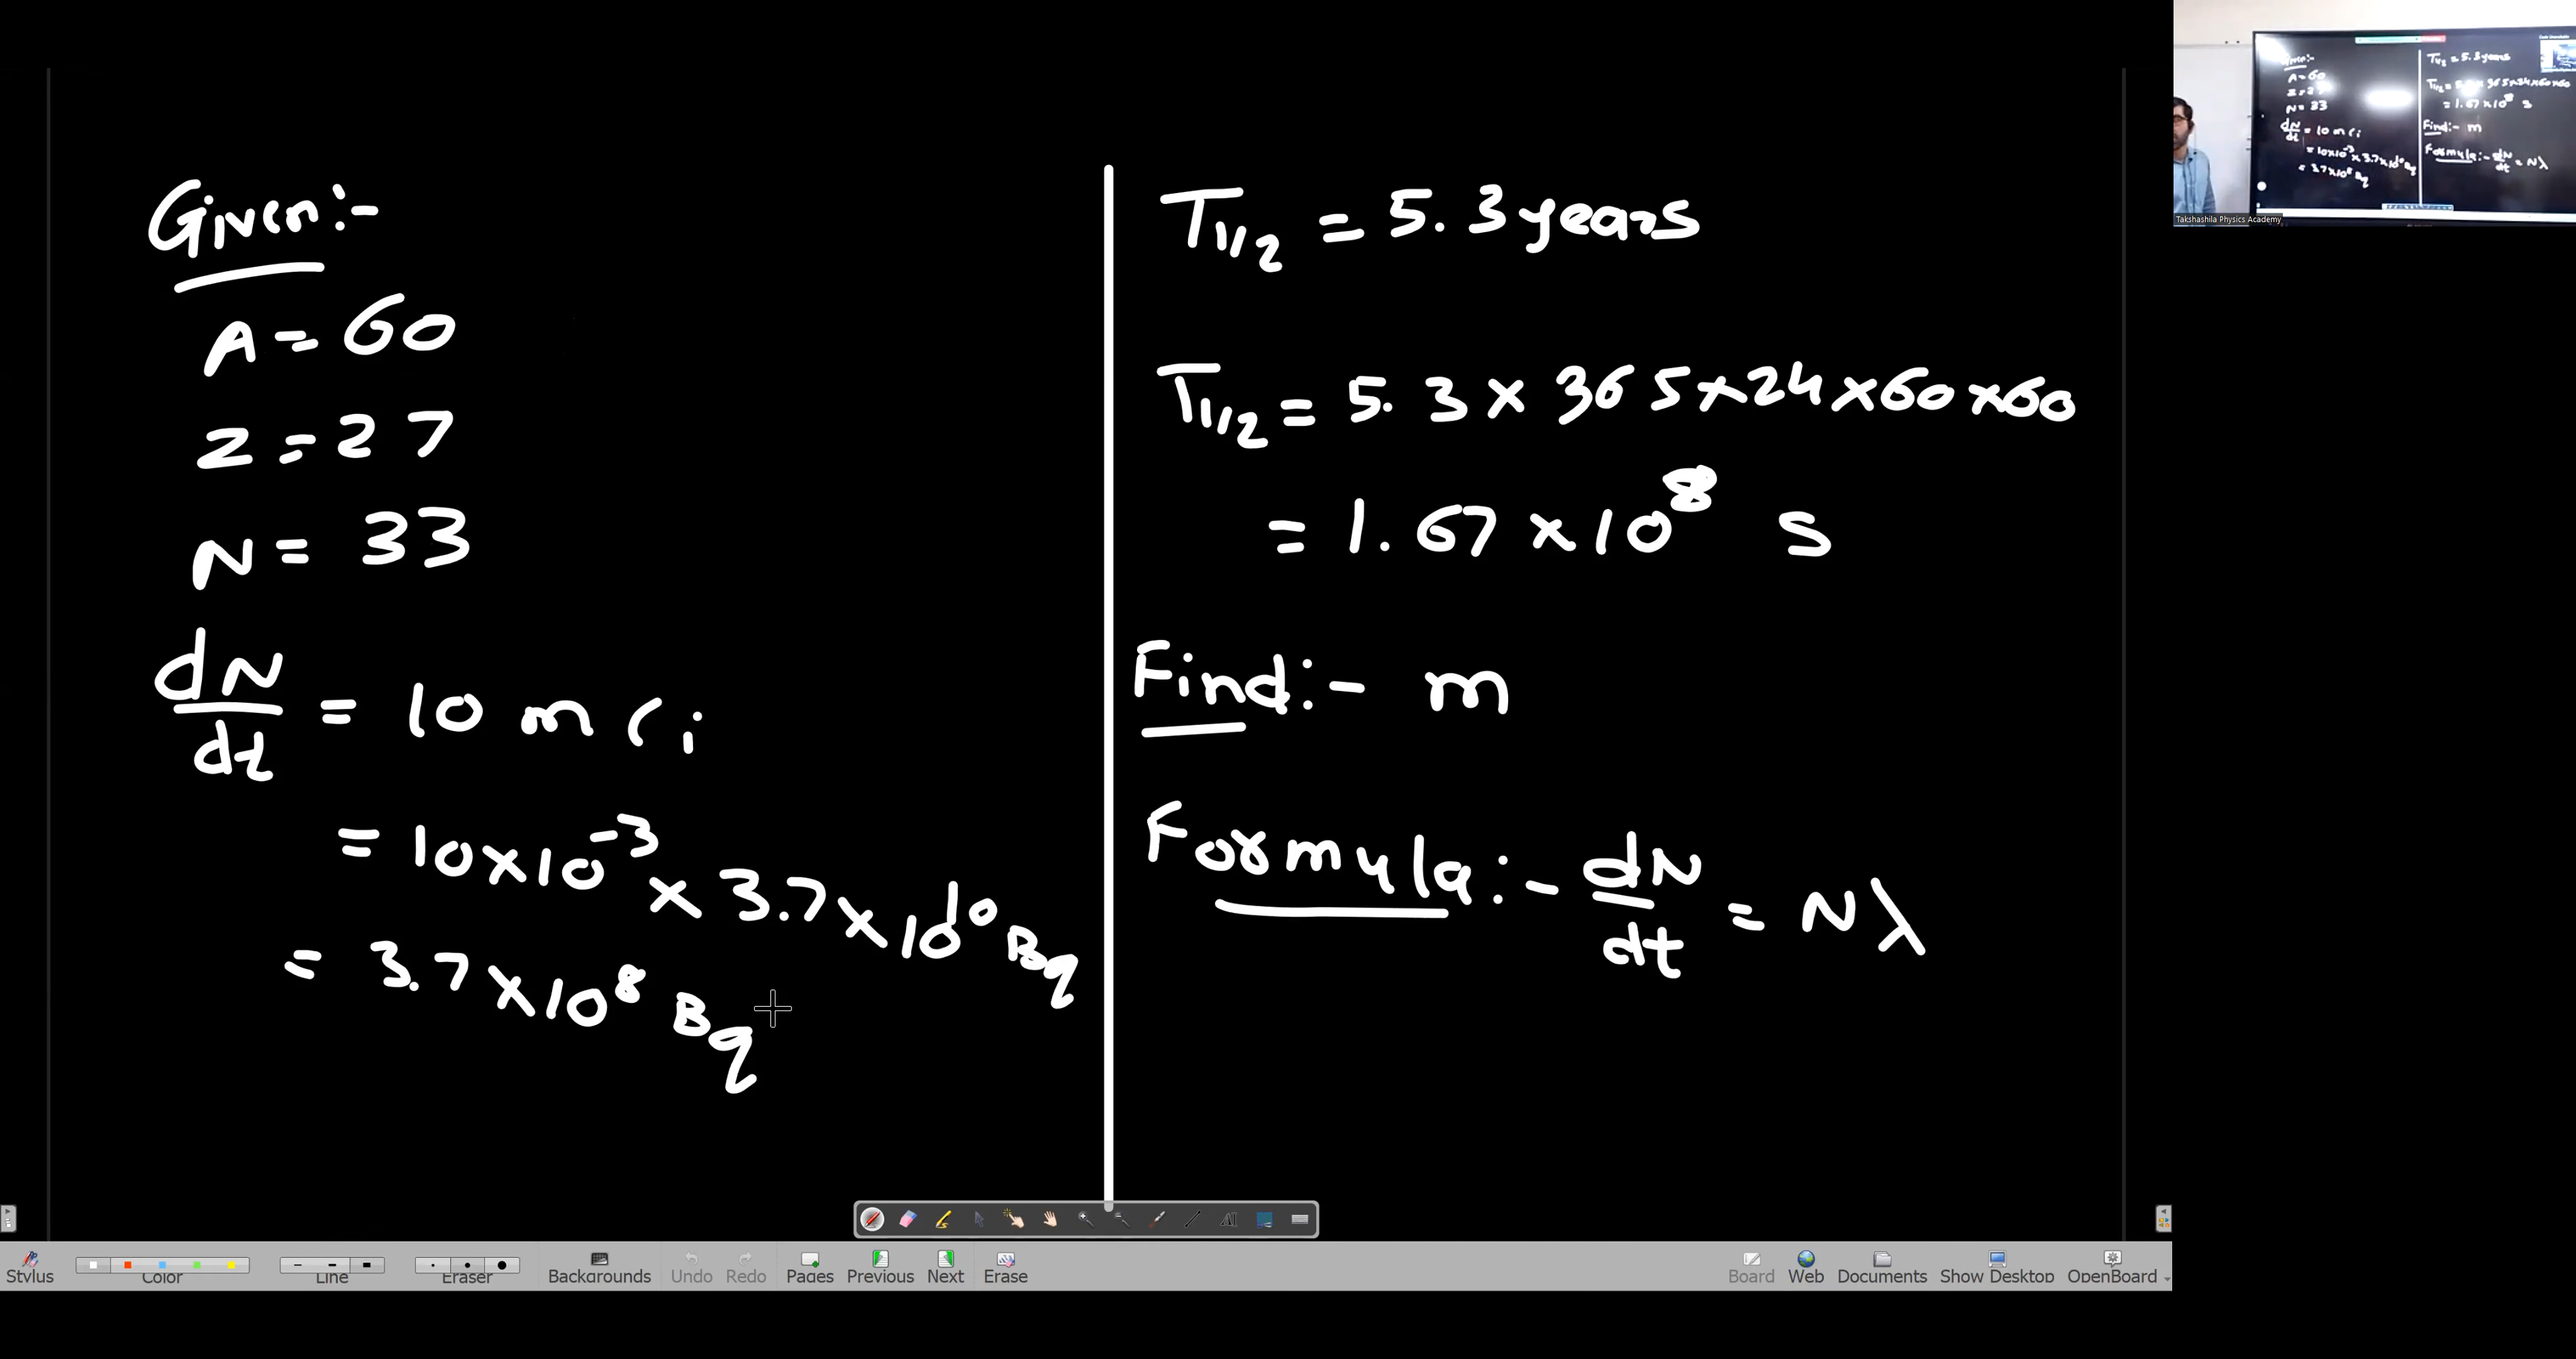 Given:-
A = 60
Z = 27
N = 33
dN/dt = 10 m Ci
= 10×10⁻³ × 3.7×10¹⁰ Bq
= 3.7×10⁸ Bq
T1/2 = 5.3 years
T1/2 = 5.3 × 365×24×60×60
= 1.67 ×10⁸ s
Find:- m
Formula:- dN/dt = Nλ
Takshashila Physics Academy
Stylus
Color
Line
Eraser
Backgrounds
Undo
Redo
Pages
Previous
Next
Erase
Board
Web
Documents
Show Desktop
OpenBoard